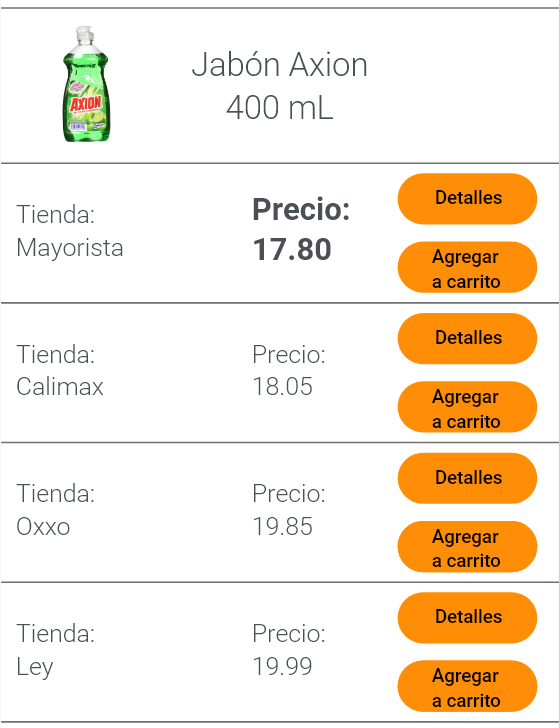 AXION
Jabón Axion
400 mL
Tienda:
Mayorista
Precio:
17.80
Detalles
Agregar
a carrito
Tienda:
Calimax
Precio:
18.05
Detalles
Agregar
a carrito
Tienda:
Oxxo
Precio:
19.85
Detalles
Agregar
a carrito
Tienda:
Ley
Precio:
19.99
Detalles
Agregar
a carrito